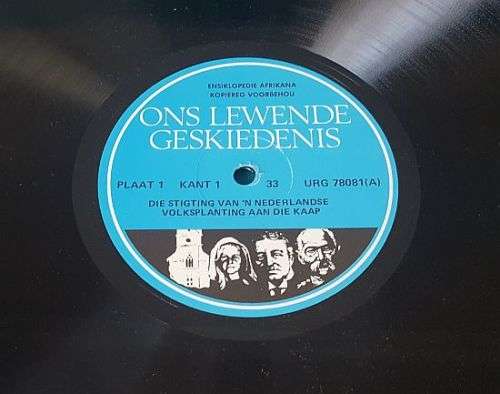 ENSIKLOPEDIE AFRIKANA
KOPIEREG VOORBEHOU
ONS LEWENDE
GESKIEDENIS
PLAAT 1 KANT 1 33 URG 78081(A)
DIE STIGTING VAN 'N NEDERLANDSE
VOLKSPLANTING AAN DIE KAAP